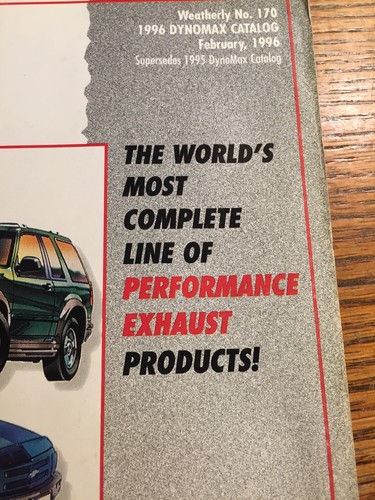 Weatherly No. 170
1996 DYNOMAX CATALOG
February, 1996
Supersedes 1995 DynoMax Catalog
THE WORLD'S
MOST
COMPLETE
LINE OF
PERFORMANCE
EXHAUST
PRODUCTS!